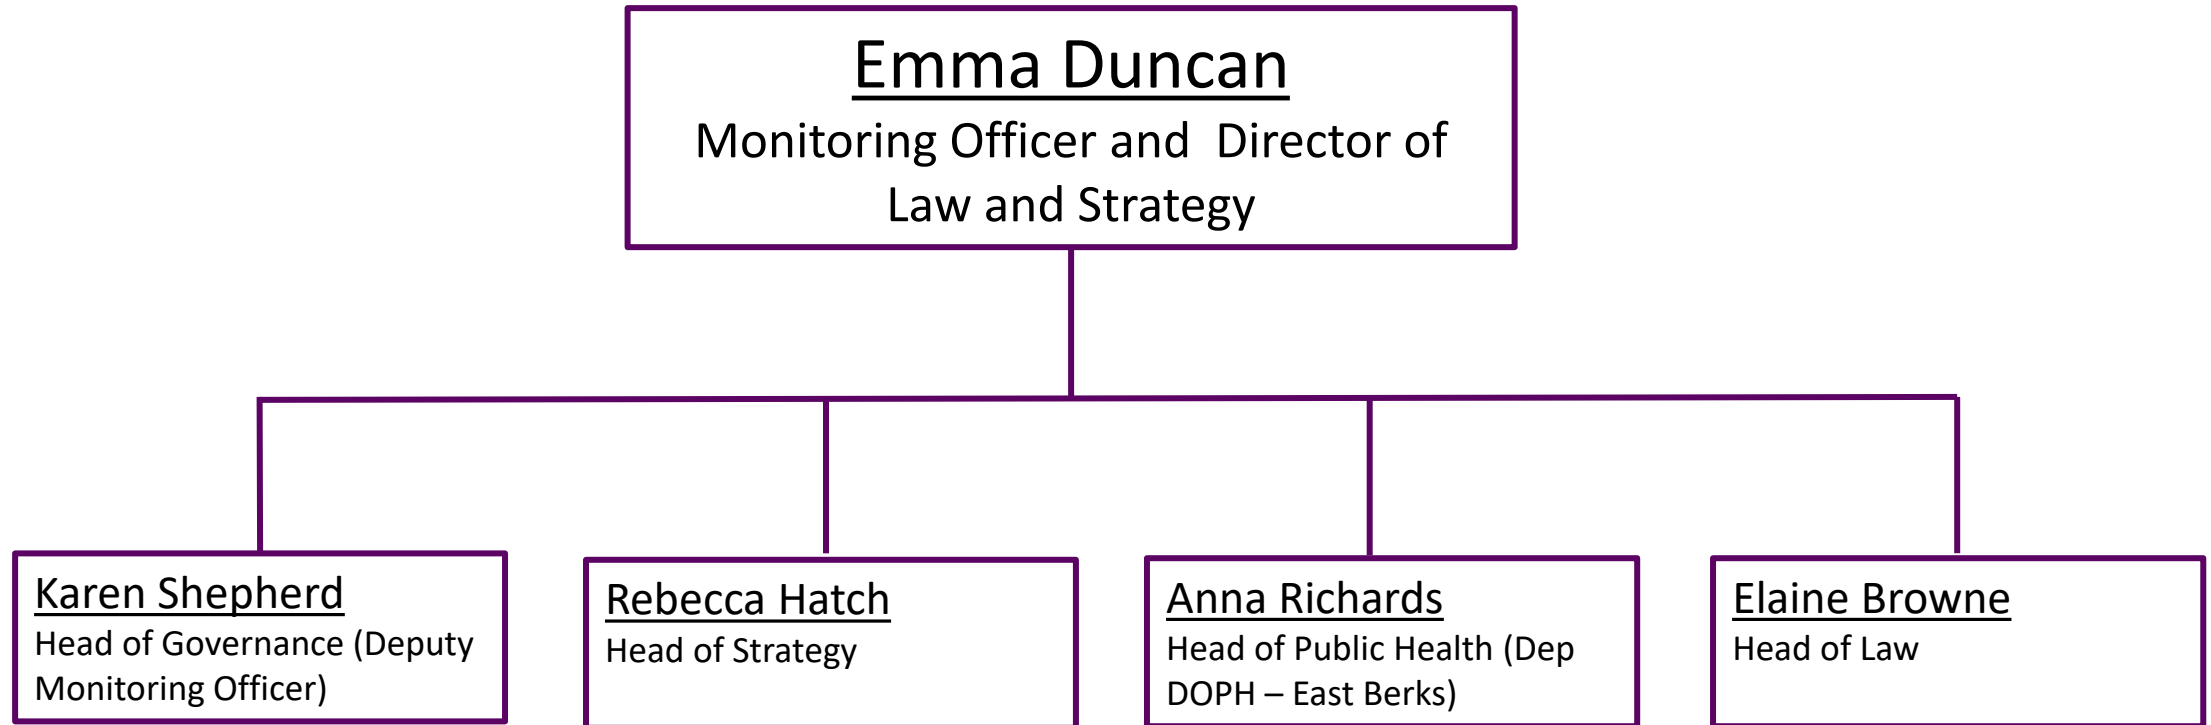 Emma Duncan
Monitoring Officer and  Director of
Law and Strategy
Karen Shepherd
Head of Governance (Deputy
Monitoring Officer)
Rebecca Hatch
Head of Strategy
Anna Richards
Head of Public Health (Dep
DOPH – East Berks)
Elaine Browne
Head of Law